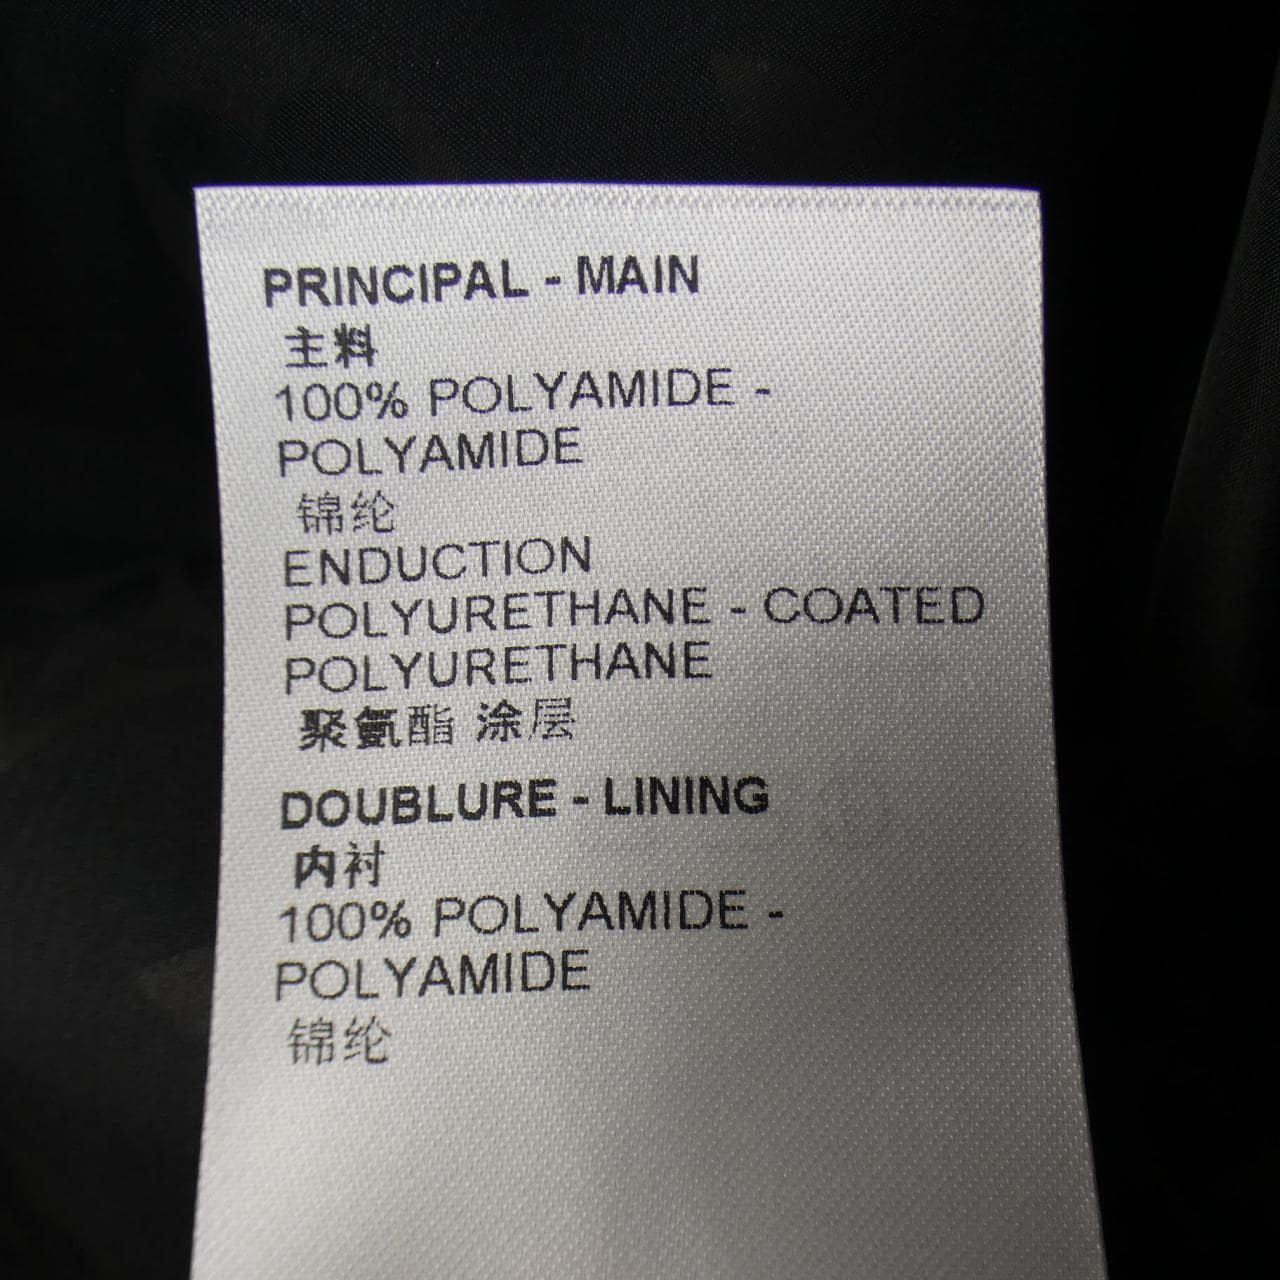 PRINCIPAL - MAIN
主料
100% POLYAMIDE -
POLYAMIDE
锦纶
ENDUCTION
POLYURETHANE - COATED
POLYURETHANE
聚氨酯 涂层
DOUBLURE - LINING
内衬
100% POLYAMIDE -
POLYAMIDE
锦纶